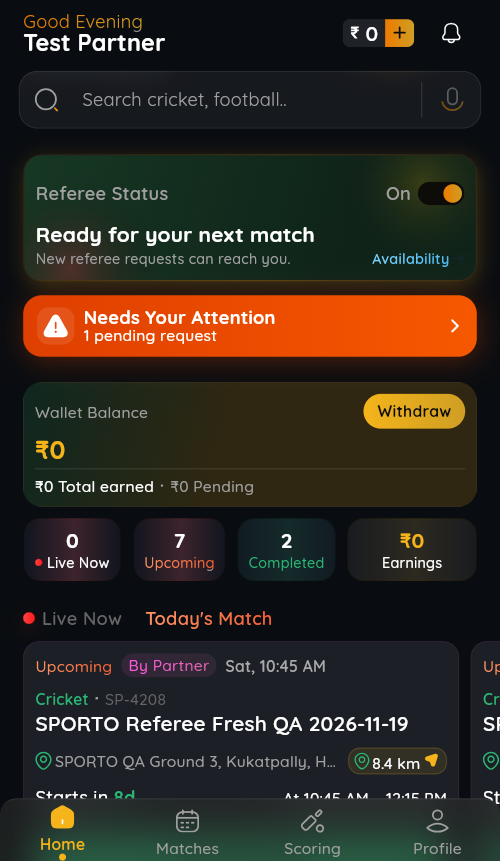 Good Evening
Test Partner
₹ 0 +
Search cricket, football..
Referee Status
On
Ready for your next match
New referee requests can reach you.
Availability
Needs Your Attention
1 pending request
Wallet Balance
Withdraw
₹0
₹0 Total earned · ₹0 Pending
0
Live Now
7
Upcoming
2
Completed
₹0
Earnings
Live Now
Today's Match
Upcoming By Partner Sat, 10:45 AM
Cricket · SP-4208
SPORTO Referee Fresh QA 2026-11-19
SPORTO QA Ground 3, Kukatpally, H...
8.4 km
Starts in 8d
At 10:45 AM - 12:15 PM
Up
Cr
SP
St
Home
Matches
Scoring
Profile